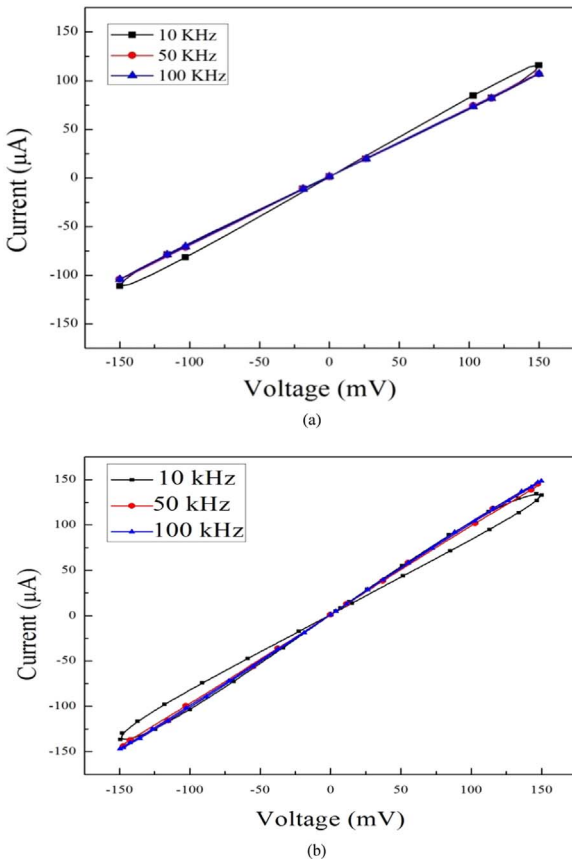 10 KHz
50 KHz
100 KHz
150
100
50
0
-50
-100
-150
Current (µA)
-150 -100 -50 0 50 100 150
Voltage (mV)
(a)
10 kHz
50 kHz
100 kHz
150
100
50
0
-50
-100
-150
Current (µA)
-150 -100 -50 0 50 100 150
Voltage (mV)
(b)